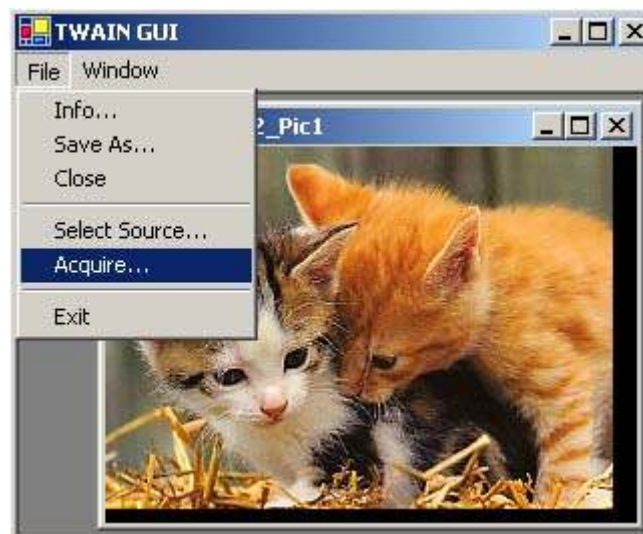 TWAIN GUI
File Window
Info...
2_Pic1
Save As...
Close
Select Source...
Acquire...
Exit